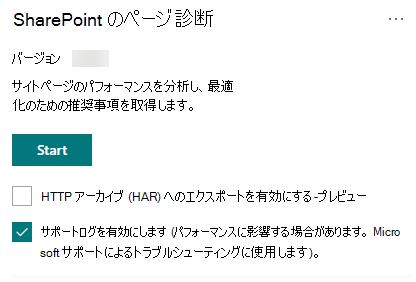 SharePoint のページ診断
バージョン
サイトページのパフォーマンスを分析し、最適
化のための推奨事項を取得します。
Start
HTTP アーカイブ (HAR) へのエクスポートを有効にする-プレビュー
サポートログを有効にします (パフォーマンスに影響する場合があります。 Micro
soft サポートによるトラブルシューティングに使用します)。